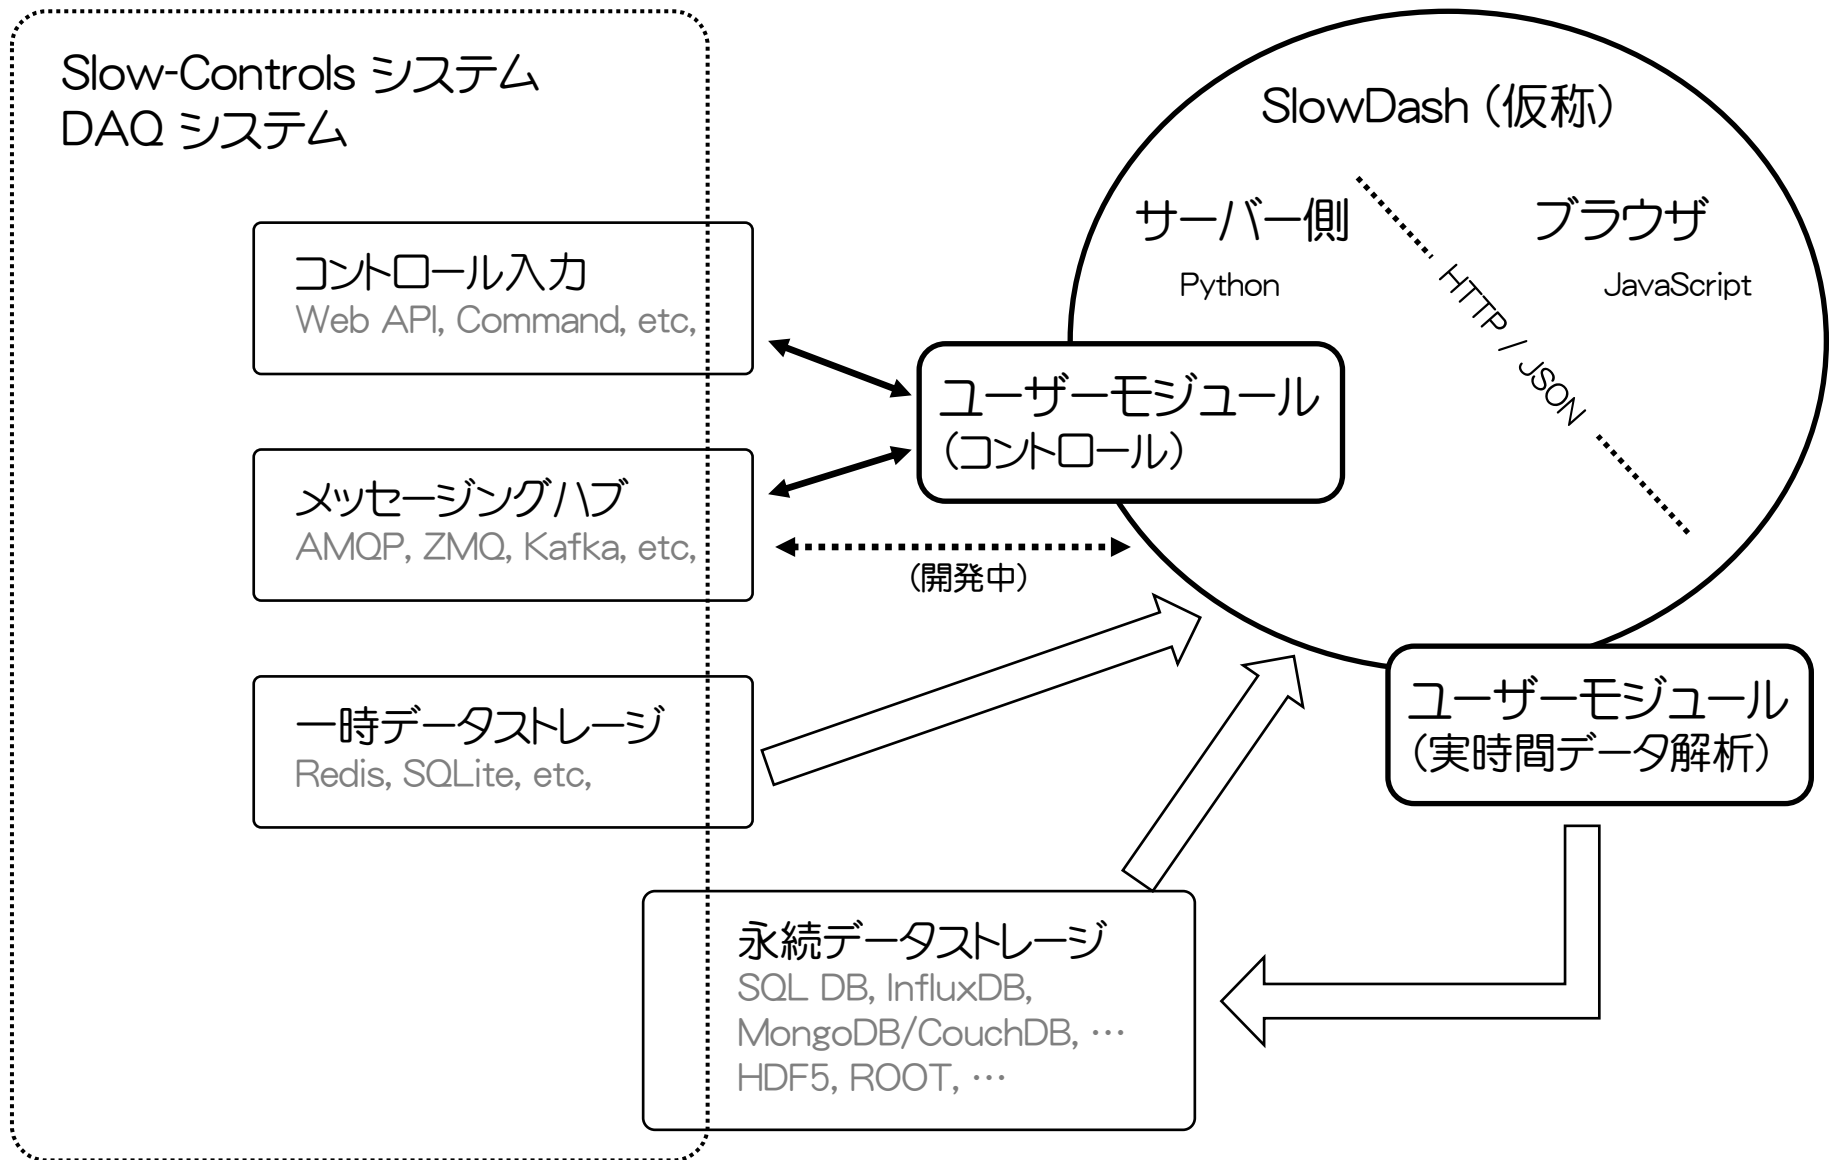 Slow-Controls システム
DAQ システム
コントロール入力
Web API, Command, etc,
メッセージングハブ
AMQP, ZMQ, Kafka, etc,
一時データストレージ
Redis, SQLite, etc,
永続データストレージ
SQL DB, InfluxDB,
MongoDB/CouchDB, …
HDF5, ROOT, …
SlowDash（仮称）
サーバー側
Python
ブラウザ
JavaScript
HTTP / JSON
ユーザーモジュール
（コントロール）
（開発中）
ユーザーモジュール
（実時間データ解析）